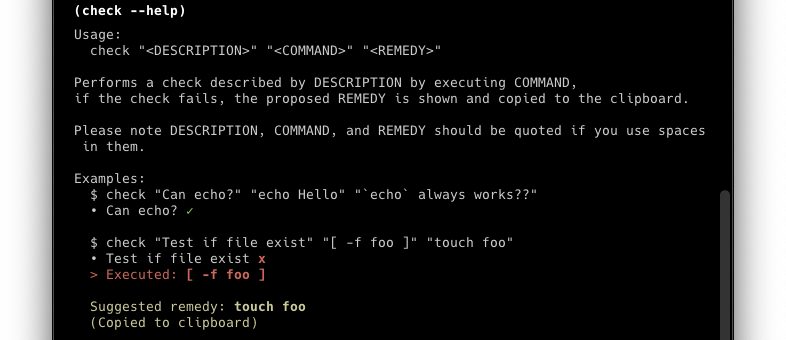 (check --help)
Usage:
check "<DESCRIPTION>" "<COMMAND>" "<REMEDY>"
Performs a check described by DESCRIPTION by executing COMMAND,
if the check fails, the proposed REMEDY is shown and copied to the clipboard.
Please note DESCRIPTION, COMMAND, and REMEDY should be quoted if you use spaces
in them.
Examples:
$ check "Can echo?" "echo Hello" "`echo` always works??"
• Can echo? ✓
$ check "Test if file exist" "[ -f foo ]" "touch foo"
• Test if file exist x
> Executed: [ -f foo ]
Suggested remedy: touch foo
(Copied to clipboard)